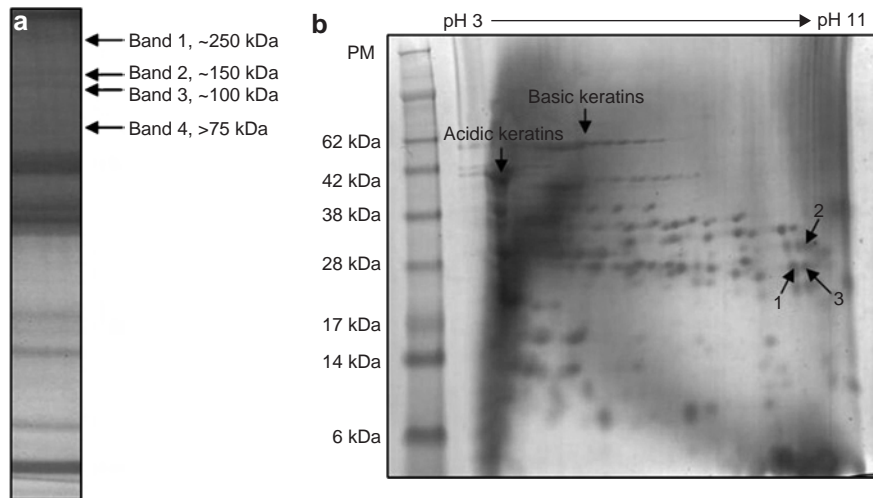 a
Band 1, ~250 kDa
Band 2, ~150 kDa
Band 3, ~100 kDa
Band 4, >75 kDa
b
pH 3
pH 11
PM
62 kDa
42 kDa
38 kDa
28 kDa
17 kDa
14 kDa
6 kDa
Basic keratins
Acidic keratins
2
1
3